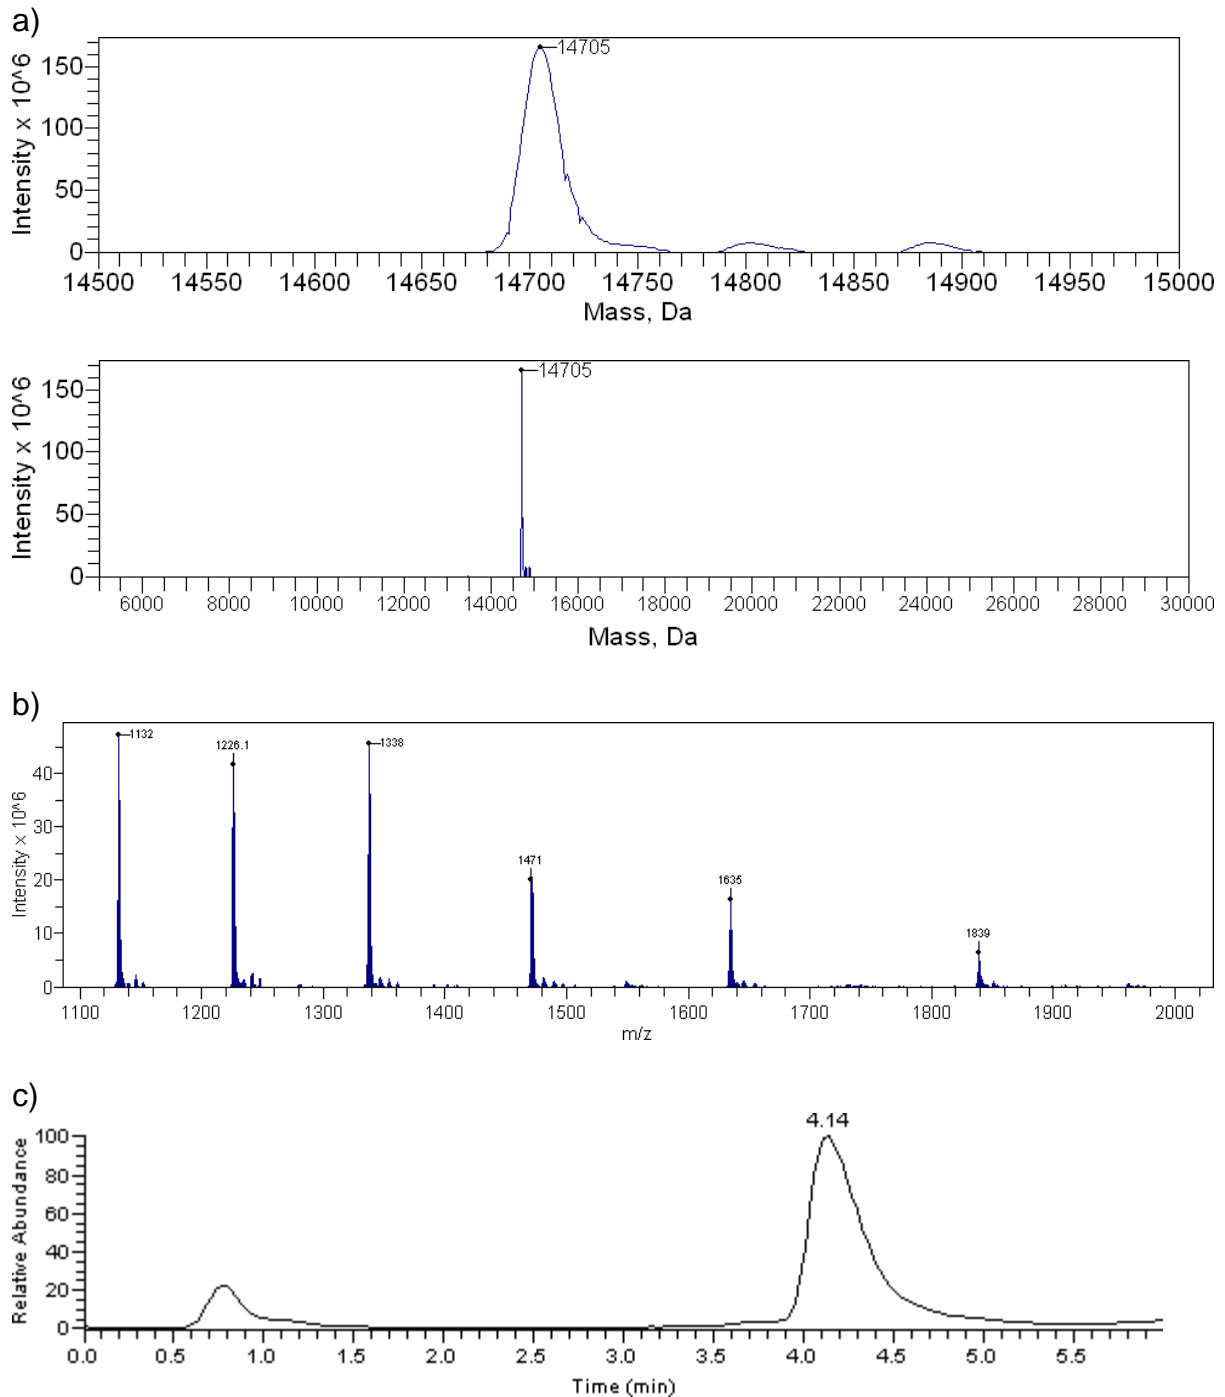 a)
Intensity x 10^6
150
100
50
0
14705
14500 14550 14600 14650 14700 14750 14800 14850 14900 14950 15000
Mass, Da
Intensity x 10^6
150
100
50
0
14705
6000 8000 10000 12000 14000 16000 18000 20000 22000 24000 26000 28000 30000
Mass, Da
b)
Intensity x 10^6
40
30
20
10
0
1132
1226.1
1338
1471
1635
1839
1100 1200 1300 1400 1500 1600 1700 1800 1900 2000
m/z
c)
Relative Abundance
100
80
60
40
20
0
4.14
0.0 0.5 1.0 1.5 2.0 2.5 3.0 3.5 4.0 4.5 5.0 5.5
Time (min)